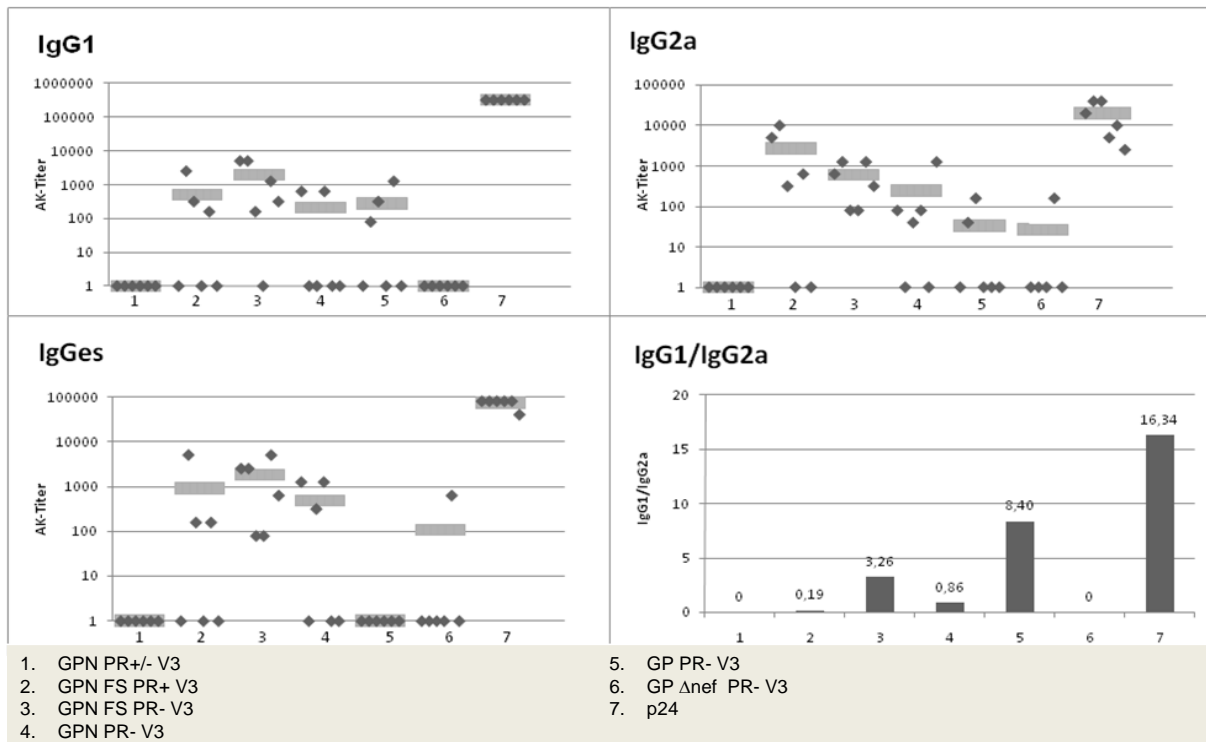 IgG1
1000000
100000
10000
1000
100
10
1
AK-Titer
1 2 3 4 5 6 7
IgG2a
100000
10000
1000
100
10
1
AK-Titer
1 2 3 4 5 6 7
IgGes
100000
10000
1000
100
10
1
AK-Titer
1 2 3 4 5 6 7
IgG1/IgG2a
20
15
10
5
0
IgG1/IgG2a
0 0,19 3,26 0,86 8,40 0 16,34
1 2 3 4 5 6 7
1. GPN PR+/- V3
2. GPN FS PR+ V3
3. GPN FS PR- V3
4. GPN PR- V3
5. GP PR- V3
6. GP Δnef PR- V3
7. p24